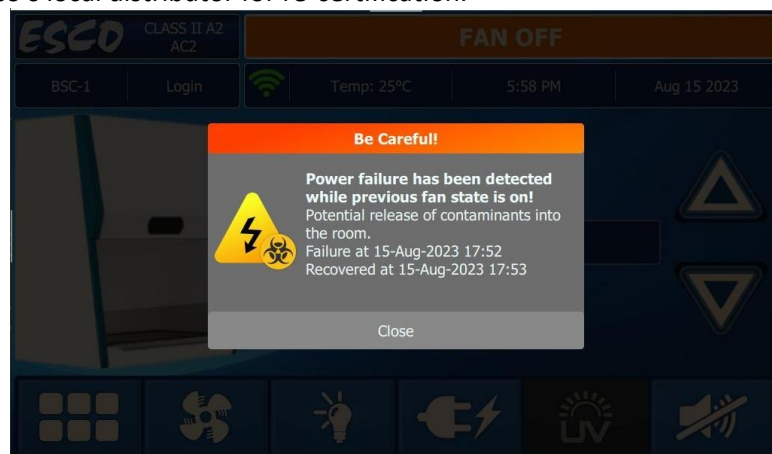 local distributor for re-certification.
ESCO
CLASS II A2
AC2
FAN OFF
BSC-1
Login
Temp: 25°C
5:58 PM
Aug 15 2023
Be Careful!
Power failure has been detected
while previous fan state is on!
Potential release of contaminants into
the room.
Failure at 15-Aug-2023 17:52
Recovered at 15-Aug-2023 17:53
Close
UV